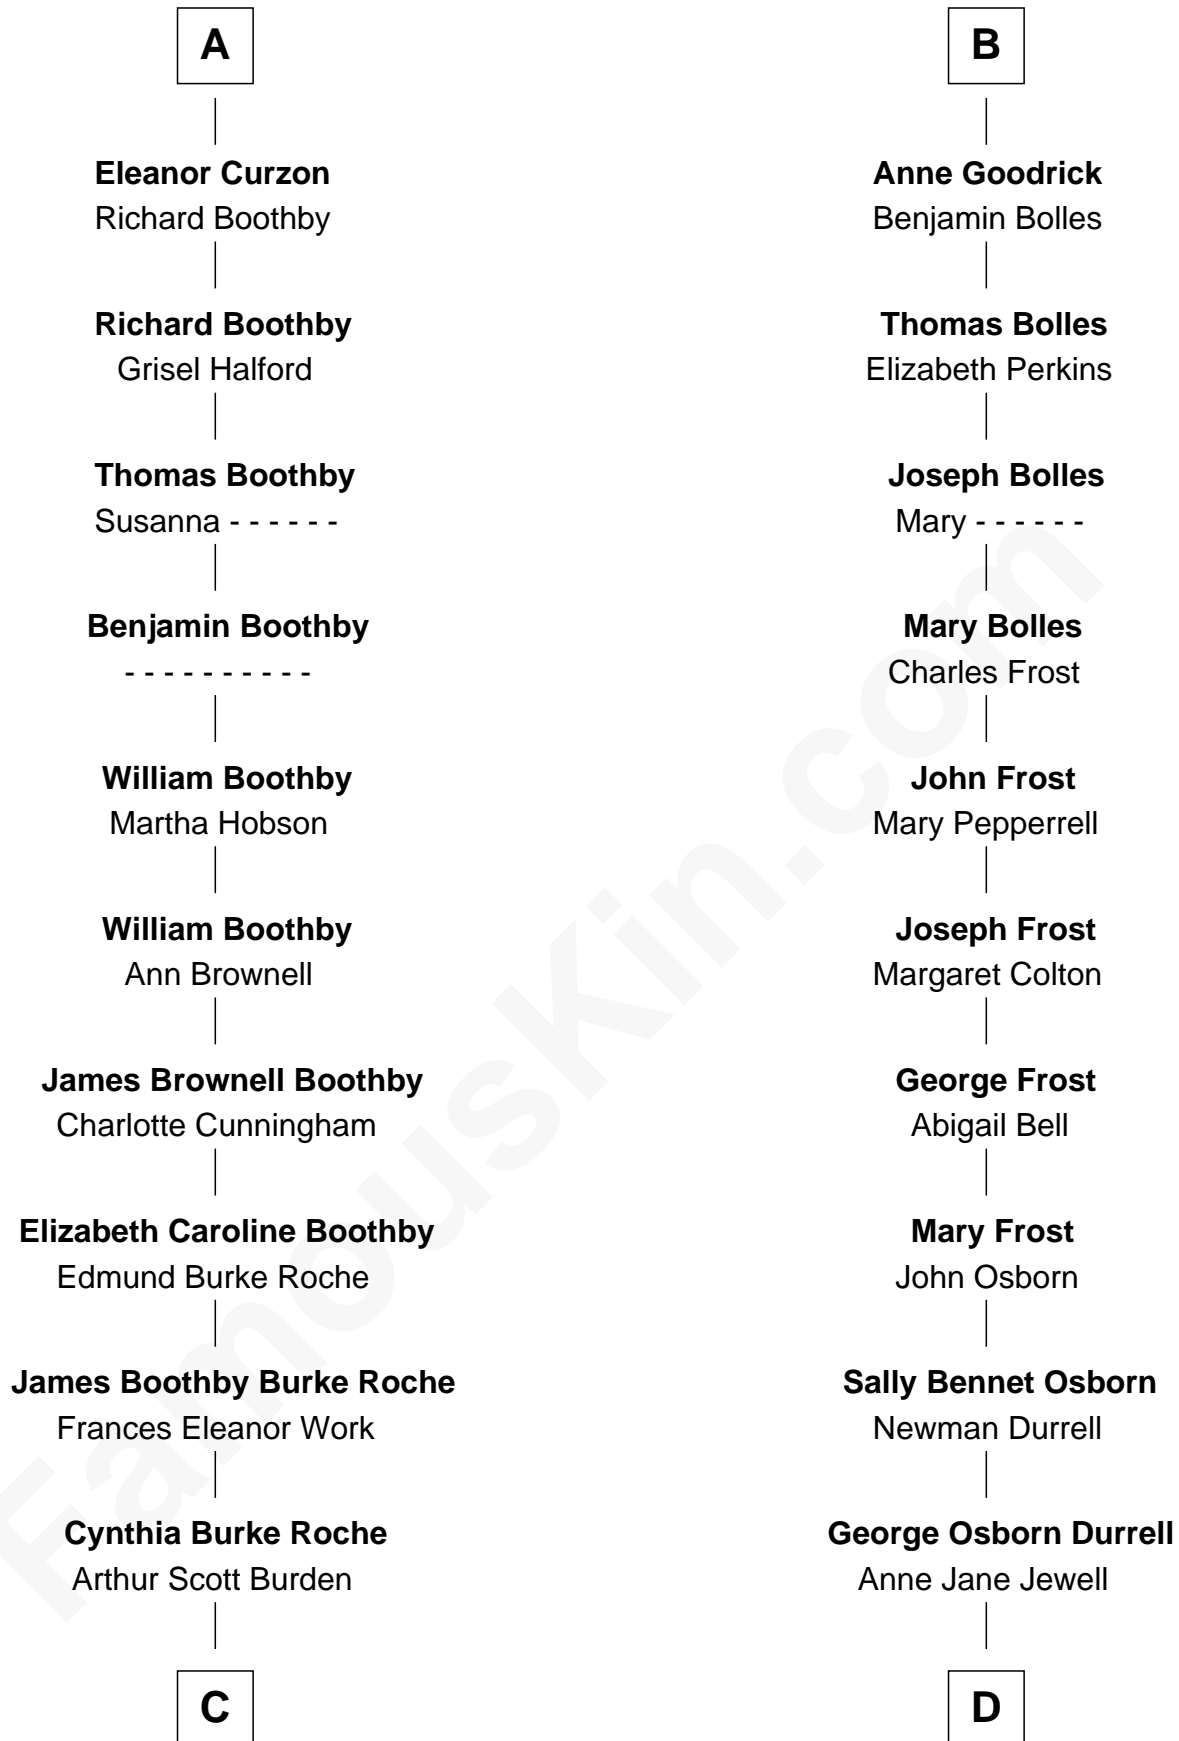 A
Eleanor Curzon
Richard Boothby
Richard Boothby
Grisel Halford
Thomas Boothby
Susanna - - - - - -
Benjamin Boothby
- - - - - - - - - -
William Boothby
Martha Hobson
William Boothby
Ann Brownell
James Brownell Boothby
Charlotte Cunningham
Elizabeth Caroline Boothby
Edmund Burke Roche
James Boothby Burke Roche
Frances Eleanor Work
Cynthia Burke Roche
Arthur Scott Burden
C
B
Anne Goodrick
Benjamin Bolles
Thomas Bolles
Elizabeth Perkins
Joseph Bolles
Mary - - - - - -
Mary Bolles
Charles Frost
John Frost
Mary Pepperrell
Joseph Frost
Margaret Colton
George Frost
Abigail Bell
Mary Frost
John Osborn
Sally Bennet Osborn
Newman Durrell
George Osborn Durrell
Anne Jane Jewell
D
FamousKin.com